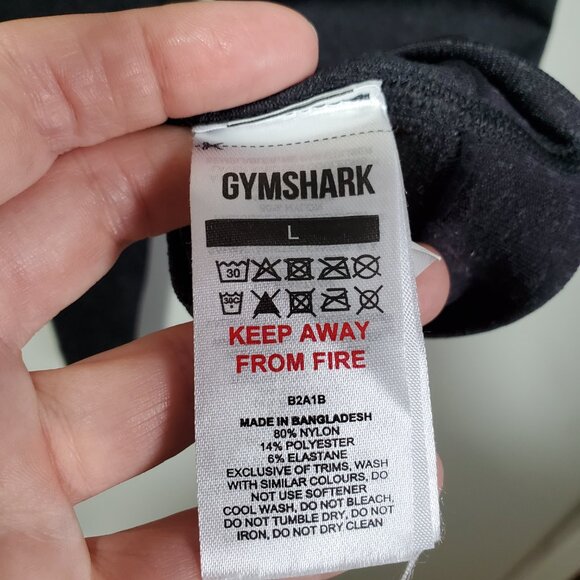 GYMSHARK
L
30
30C
KEEP AWAY
FROM FIRE
B2A1B
MADE IN BANGLADESH
80% NYLON
14% POLYESTER
6% ELASTANE
EXCLUSIVE OF TRIMS, WASH
WITH SIMILAR COLOURS, DO
NOT USE SOFTENER
COOL WASH, DO NOT BLEACH,
DO NOT TUMBLE DRY, DO NOT
IRON, DO NOT DRY CLEAN